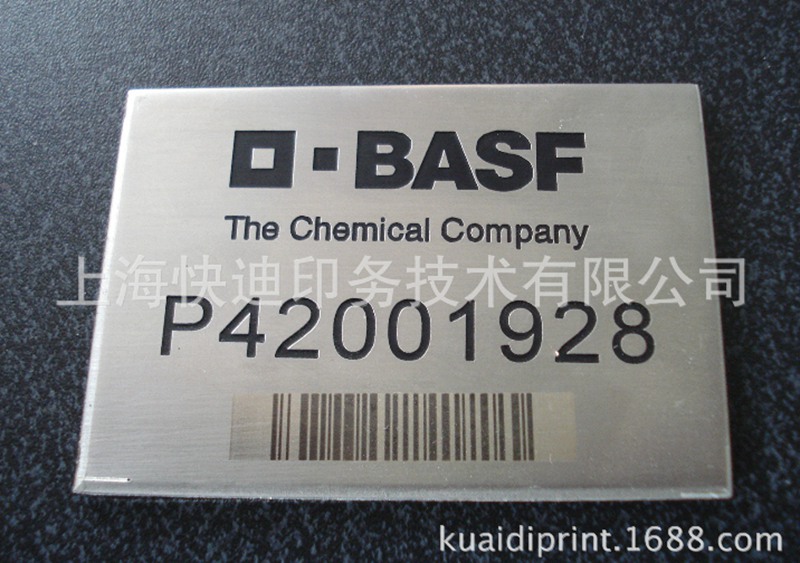 BASF
The Chemical Company
上海快迪印务技术有限公司
P42001928
kuaidiprint.1688.com